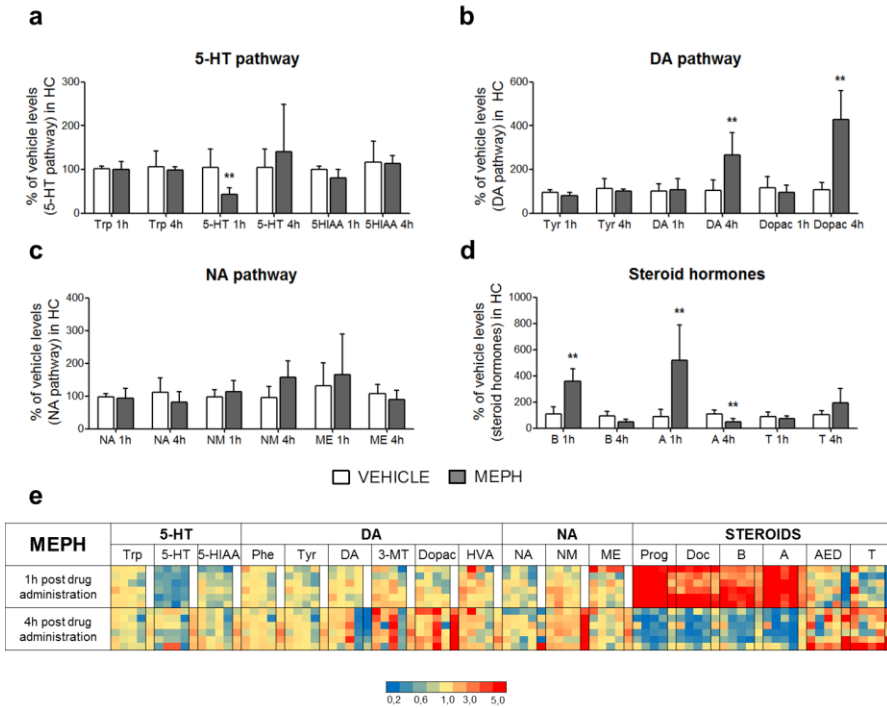 a
5-HT pathway
% of vehicle levels
(5-HT pathway) in HC
300
200
100
0
**
Trp 1h Trp 4h 5-HT 1h 5-HT 4h 5HIAA 1h 5HIAA 4h
b
DA pathway
% of vehicle levels
(DA pathway) in HC
600
400
200
0
** **
Tyr 1h Tyr 4h DA 1h DA 4h Dopac 1h Dopac 4h
c
NA pathway
% of vehicle levels
(NA pathway) in HC
400
300
200
100
0
NA 1h NA 4h NM 1h NM 4h ME 1h ME 4h
d
Steroid hormones
% of vehicle levels
(steroid hormones) in HC
1000
800
600
400
200
0
** ** **
B 1h B 4h A 1h A 4h T 1h T 4h
VEHICLE MEPH
e
MEPH 5-HT DA NA STEROIDS
Trp 5-HT 5-HIAA Phe Tyr DA 3-MT Dopac HVA NA NM ME Prog Doc B A AED T
1h post drug
administration
4h post drug
administration
0,2 0,6 1,0 3,0 5,0